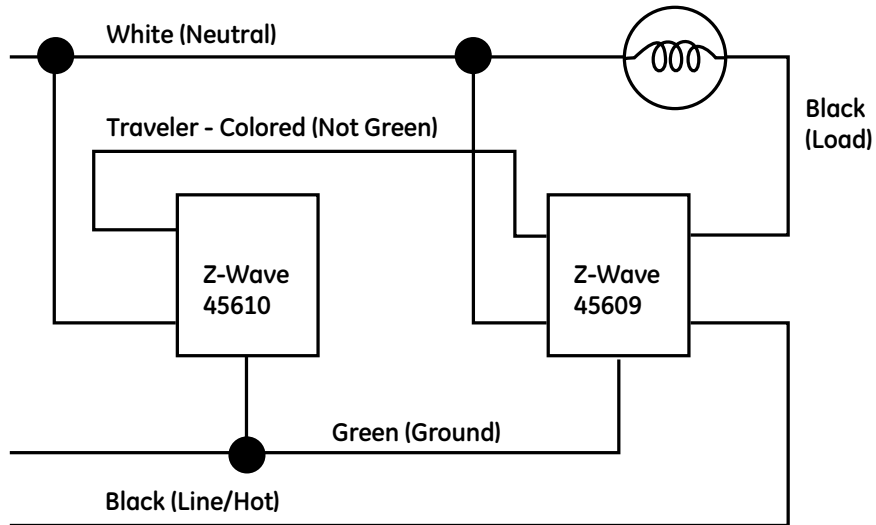 White (Neutral)
Traveler - Colored (Not Green)
Black
(Load)
Z-Wave
45610
Z-Wave
45609
Green (Ground)
Black (Line/Hot)